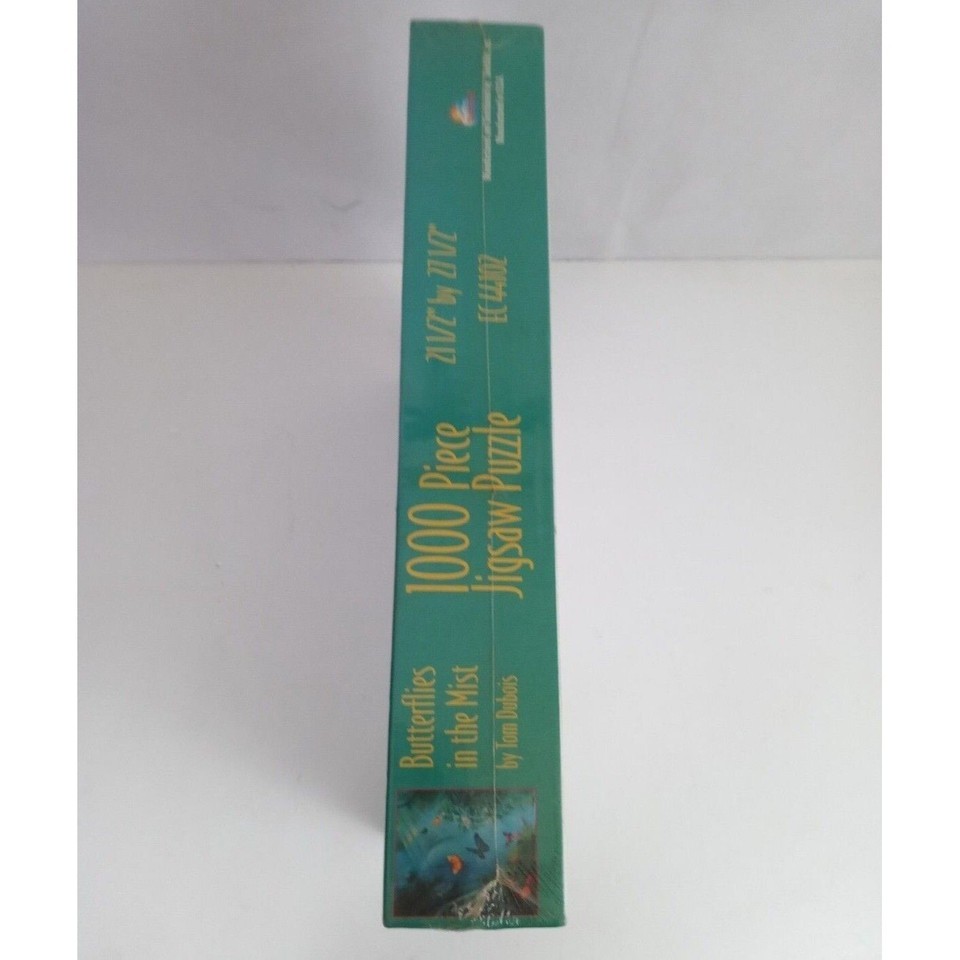 Butterflies
in the Mist
by Tom Dubois
1000 Piece
Jigsaw Puzzle
21 1/2" by 27 1/2"
EC 44102